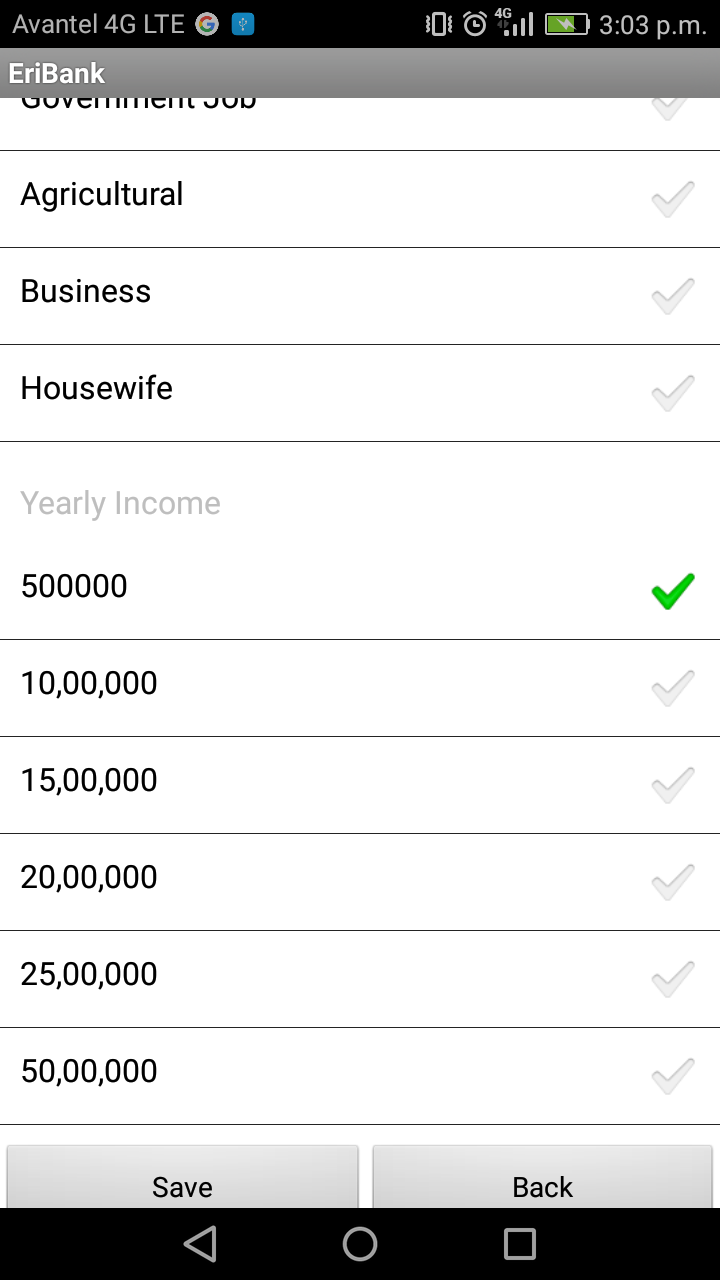 Avantel 4G LTE 4G 3:03 p.m.
EriBank
Government Job
Agricultural
Business
Housewife
Yearly Income
500000
10,00,000
15,00,000
20,00,000
25,00,000
50,00,000
Save Back